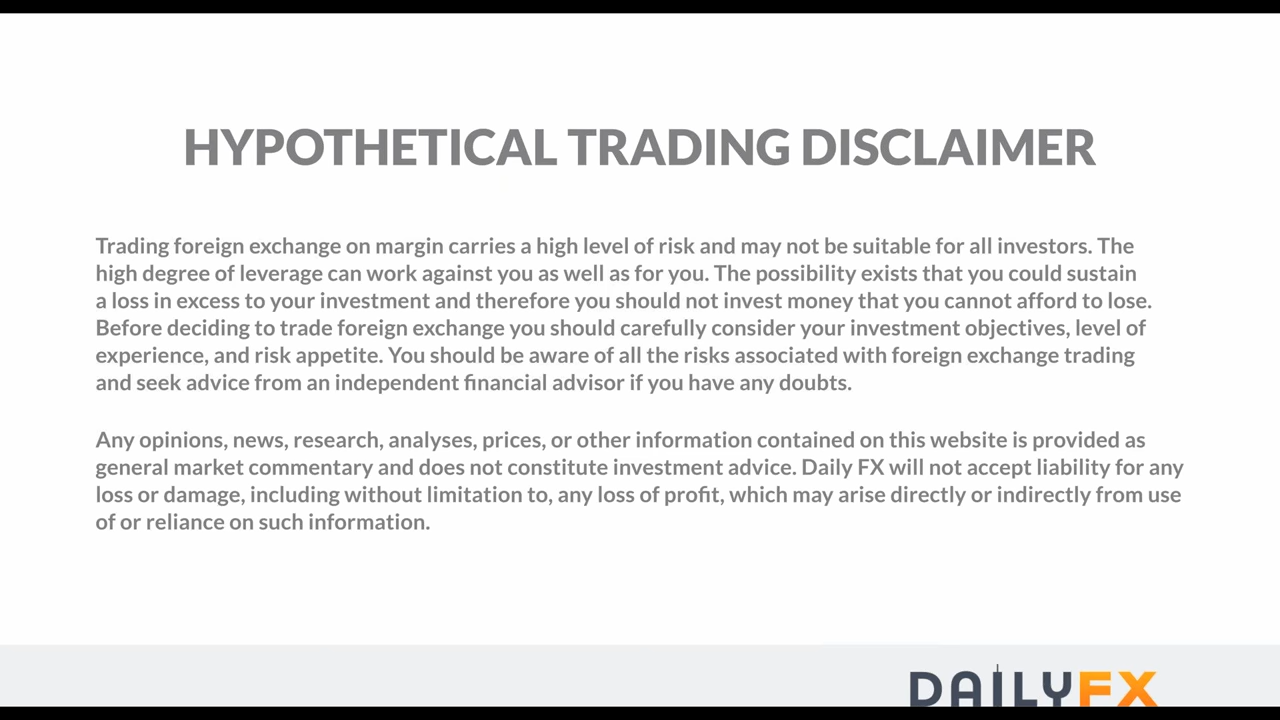 HYPOTHETICAL TRADING DISCLAIMER
Trading foreign exchange on margin carries a high level of risk and may not be suitable for all investors. The
high degree of leverage can work against you as well as for you. The possibility exists that you could sustain
a loss in excess to your investment and therefore you should not invest money that you cannot afford to lose.
Before deciding to trade foreign exchange you should carefully consider your investment objectives, level of
experience, and risk appetite. You should be aware of all the risks associated with foreign exchange trading
and seek advice from an independent financial advisor if you have any doubts.
Any opinions, news, research, analyses, prices, or other information contained on this website is provided as
general market commentary and does not constitute investment advice. Daily FX will not accept liability for any
loss or damage, including without limitation to, any loss of profit, which may arise directly or indirectly from use
of or reliance on such information.
DAILYFX